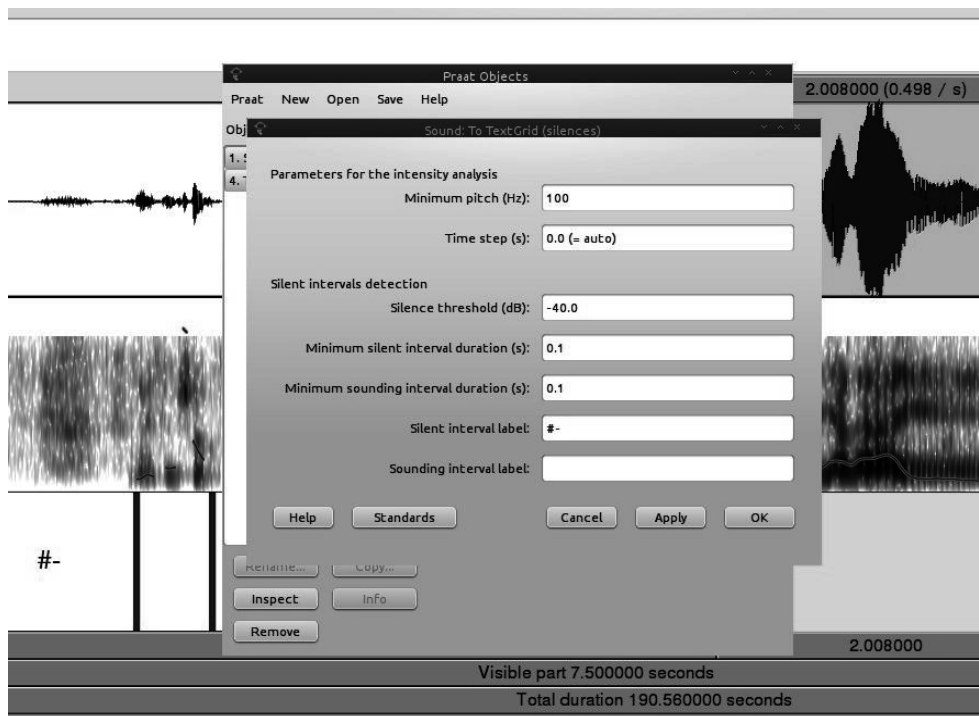 Praat Objects
2.008000 (0.498 / s)
Praat New Open Save Help
Obj
Sound: To TextGrid (silences)
1. S
4. T
Parameters for the intensity analysis
Minimum pitch (Hz): 100
Time step (s): 0.0 (= auto)
Silent intervals detection
Silence threshold (dB): -40.0
Minimum silent interval duration (s): 0.1
Minimum sounding interval duration (s): 0.1
Silent interval label: #-
Sounding interval label:
Help Standards Cancel Apply OK
#-
Rename... Copy...
Inspect Info
Remove
2.008000
Visible part 7.500000 seconds
Total duration 190.560000 seconds